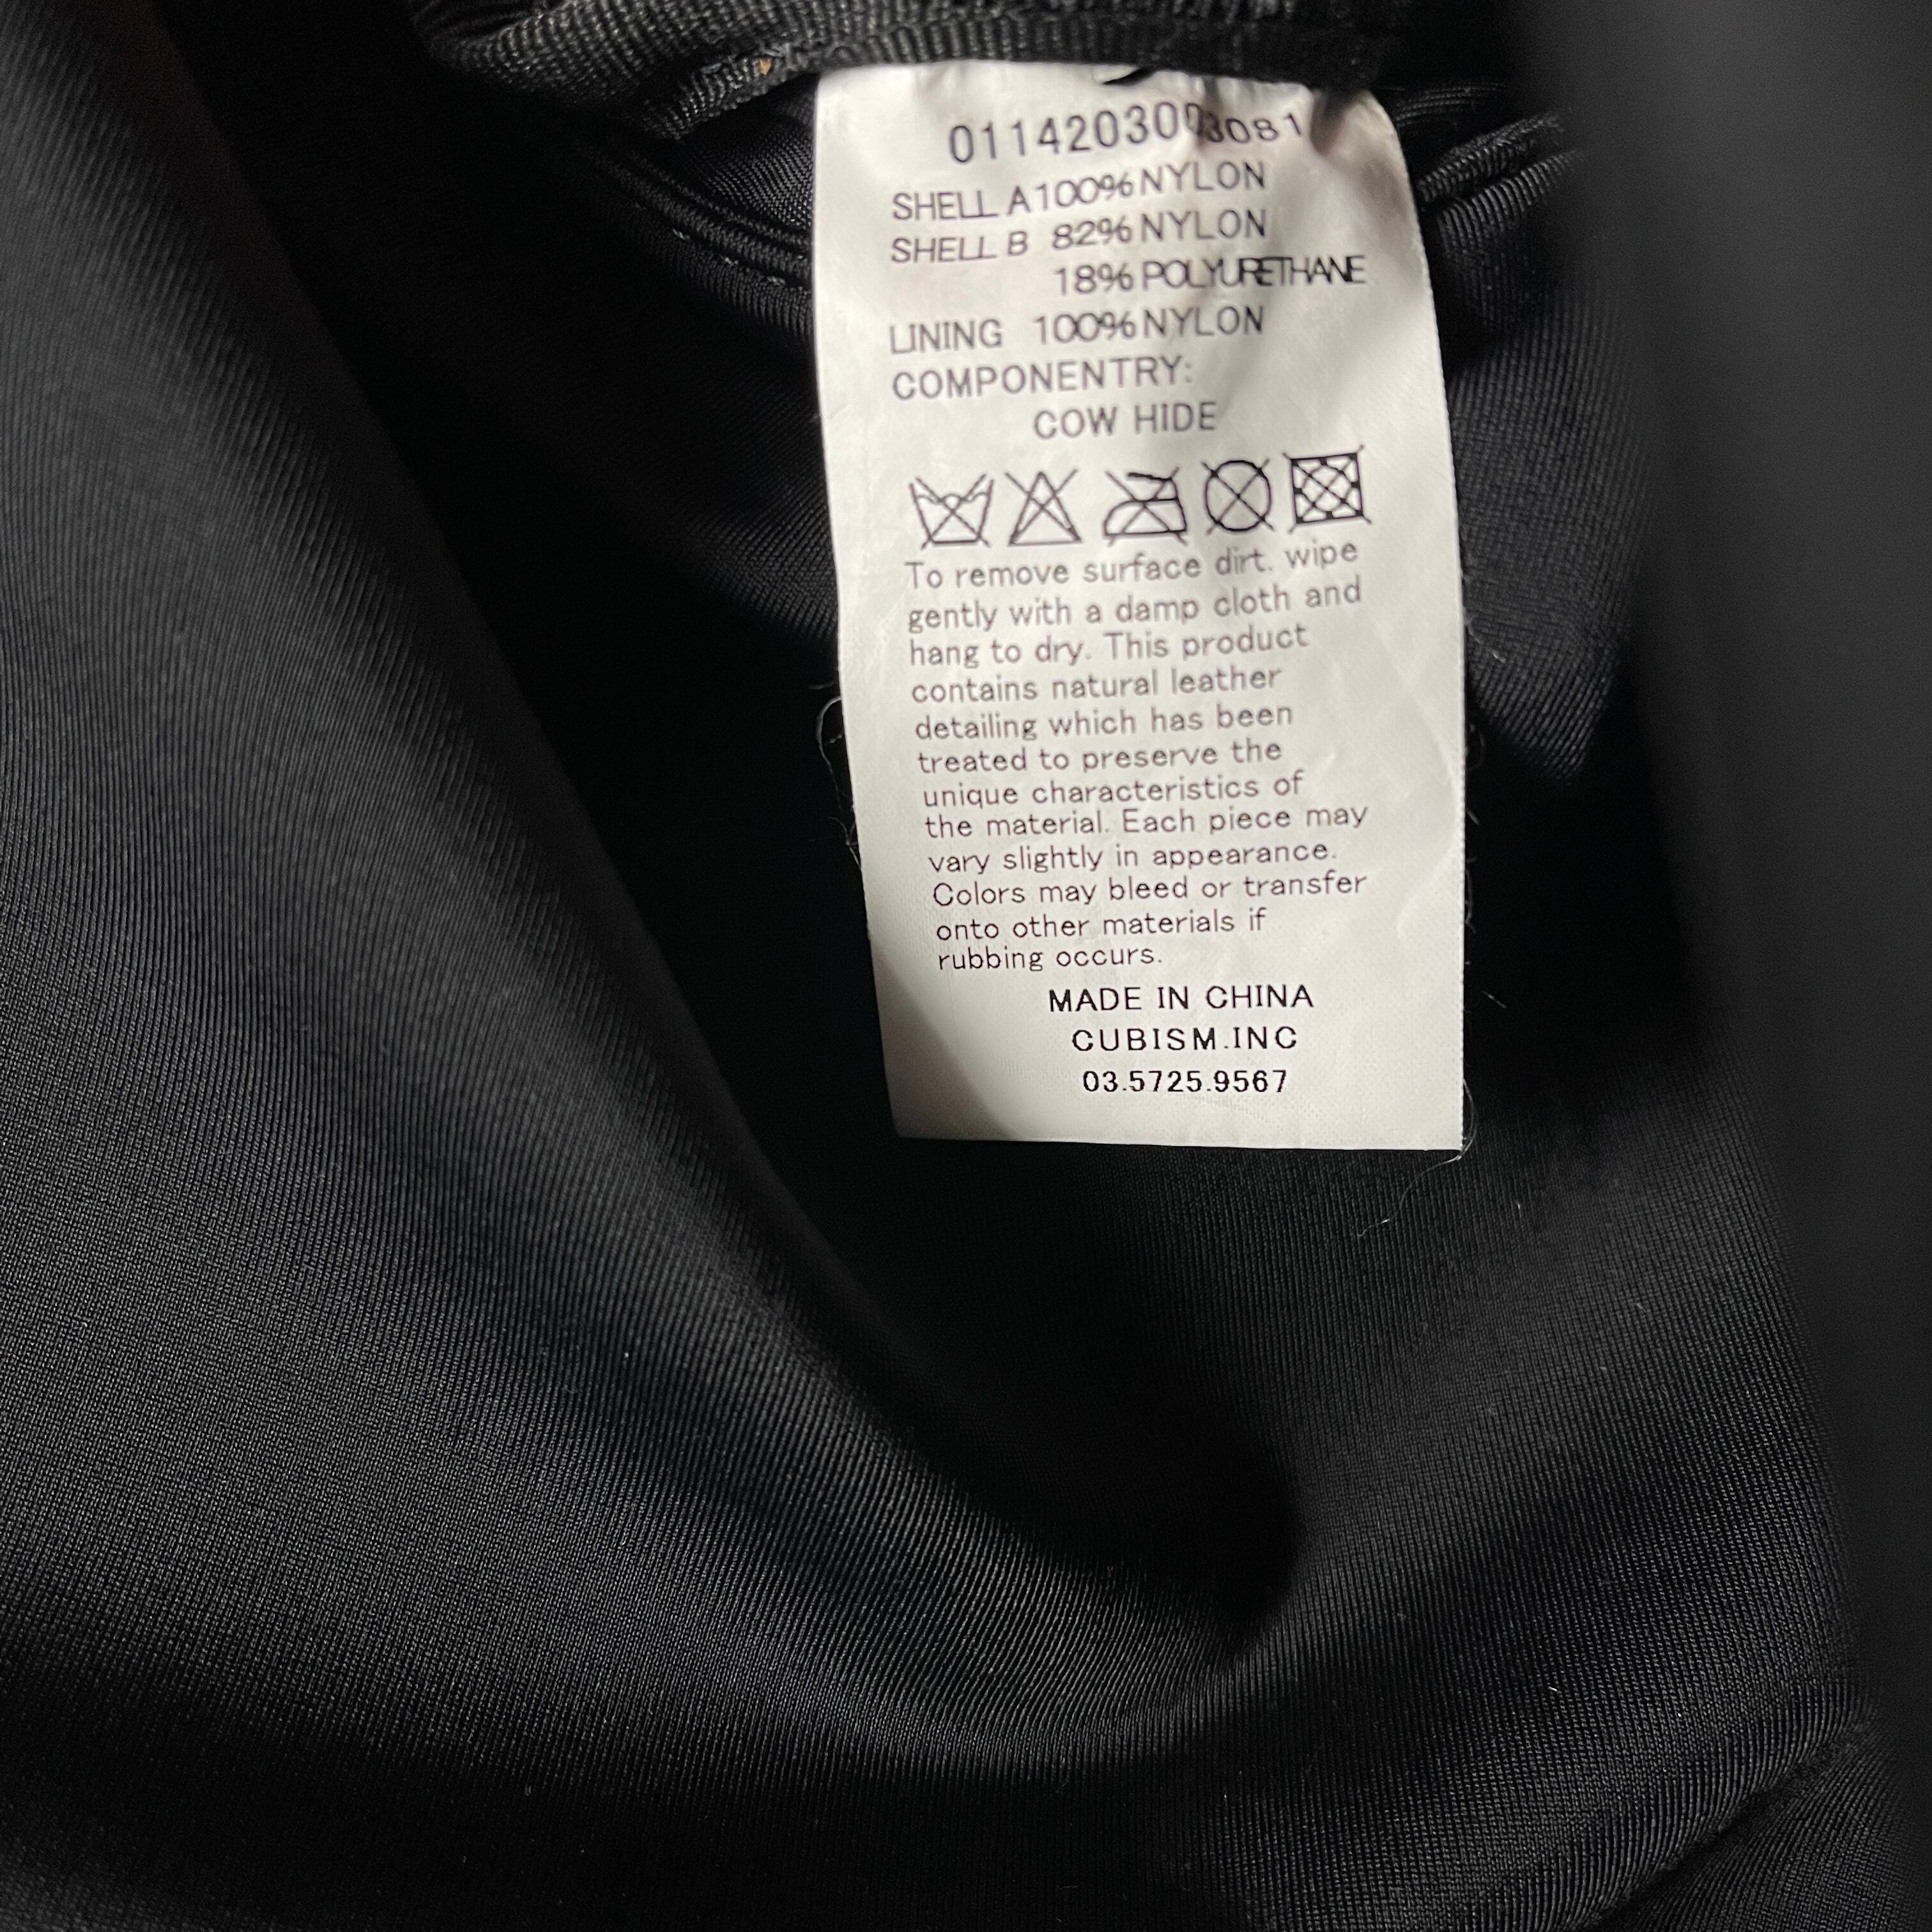 0114203003081
SHELL A 100% NYLON
SHELL B 82% NYLON
18% POLYURETHANE
LINING 100% NYLON
COMPONENTRY:
COW HIDE
To remove surface dirt. wipe
gently with a damp cloth and
hang to dry. This product
contains natural leather
detailing which has been
treated to preserve the
unique characteristics of
the material. Each piece may
vary slightly in appearance.
Colors may bleed or transfer
onto other materials if
rubbing occurs.
MADE IN CHINA
CUBISM.INC
03.5725.9567